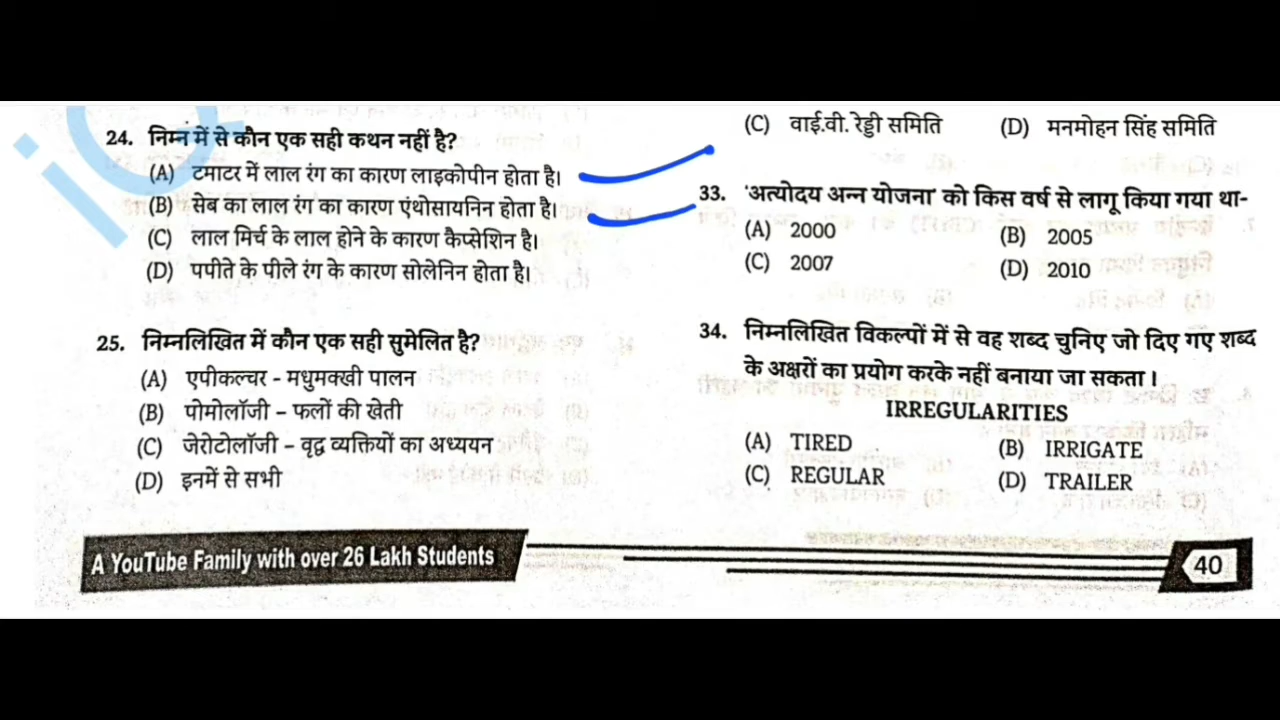 24. निम्न में से कौन एक सही कथन नहीं है?
(A) टमाटर में लाल रंग का कारण लाइकोपीन होता है।
(B) सेब का लाल रंग का कारण एंथोसायनिन होता है।
(C) लाल मिर्च के लाल होने के कारण कैप्सेशिन है।
(D) पपीते के पीले रंग के कारण सोलेनिन होता है।
25. निम्नलिखित में कौन एक सही सुमेलित है?
(A) एपीकल्चर - मधुमक्खी पालन
(B) पोमोलॉजी – फलों की खेती
(C) जेरोटोलॉजी – वृद्ध व्यक्तियों का अध्ययन
(D) इनमें से सभी
(C) वाई.वी. रेड्डी समिति (D) मनमोहन सिंह समिति
33. 'अत्योदय अन्न योजना' को किस वर्ष से लागू किया गया था-
(A) 2000 (B) 2005
(C) 2007 (D) 2010
34. निम्नलिखित विकल्पों में से वह शब्द चुनिए जो दिए गए शब्द
के अक्षरों का प्रयोग करके नहीं बनाया जा सकता।
IRREGULARITIES
(A) TIRED (B) IRRIGATE
(C) REGULAR (D) TRAILER
A YouTube Family with over 26 Lakh Students
40